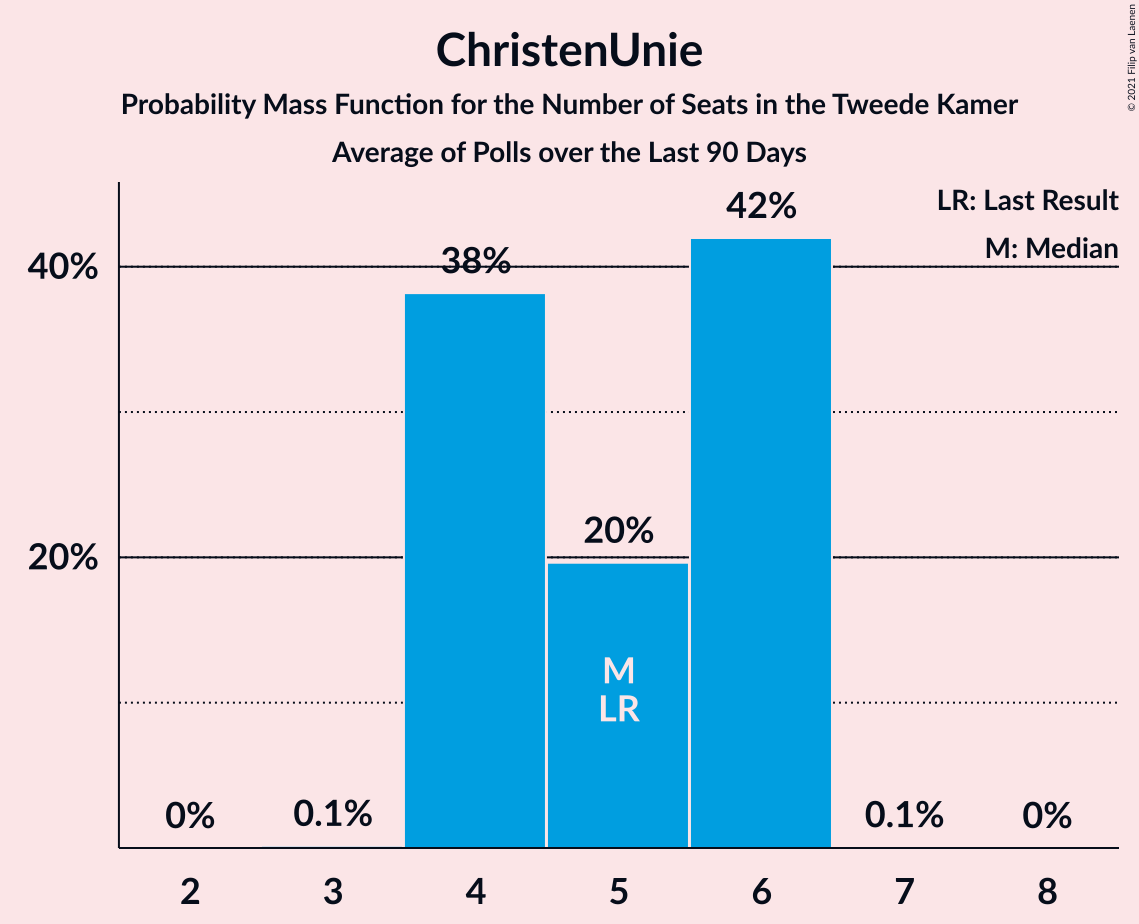 ChristenUnie
Probability Mass Function for the Number of Seats in the Tweede Kamer
Average of Polls over the Last 90 Days
© 2021 Filip van Laenen
LR: Last Result
M: Median
40%
20%
0%
0.1%
38%
20%
42%
0.1%
0%
M
LR
2
3
4
5
6
7
8